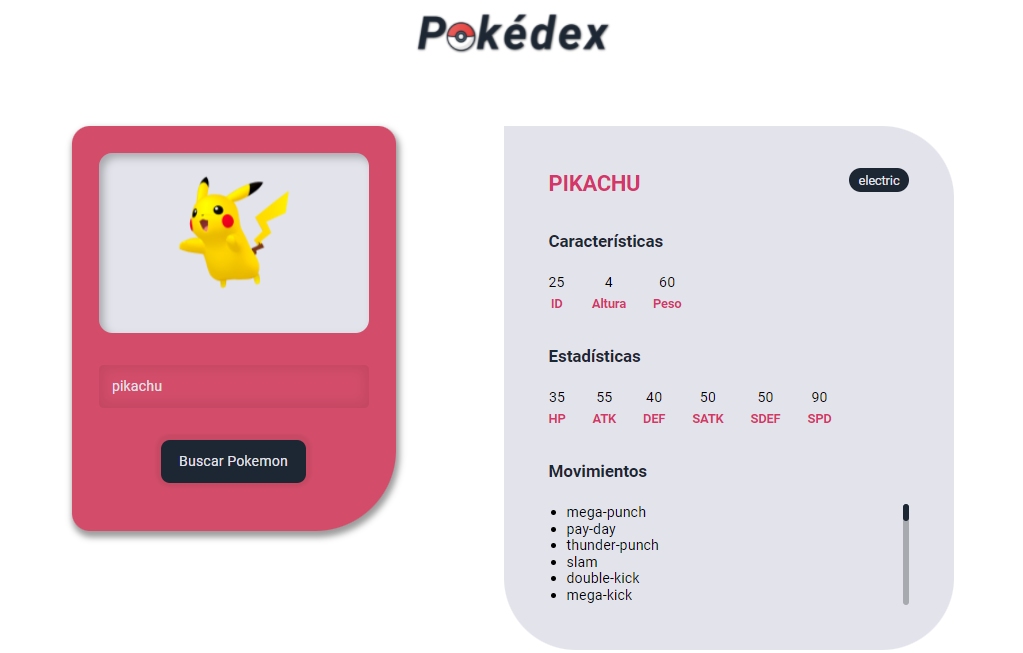 Pokédex
pikachu
Buscar Pokemon
PIKACHU
electric
Características
25 4 60
ID Altura Peso
Estadísticas
35 55 40 50 50 90
HP ATK DEF SATK SDEF SPD
Movimientos
mega-punch
pay-day
thunder-punch
slam
double-kick
mega-kick